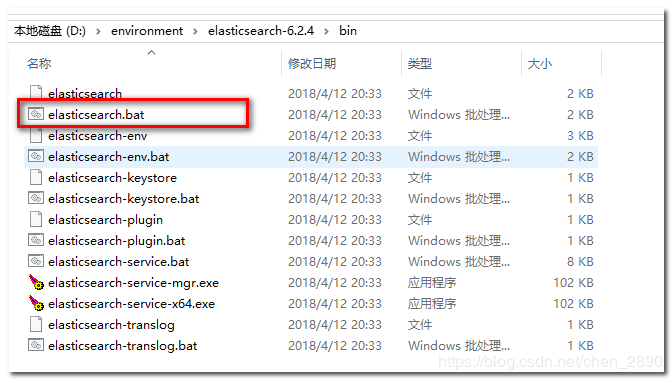 本地磁盘 (D:) › environment › elasticsearch-6.2.4 › bin
名称 修改日期 类型 大小
elasticsearch 2018/4/12 20:33 文件 2 KB
elasticsearch.bat 2018/4/12 20:33 Windows 批处理... 2 KB
elasticsearch-env 2018/4/12 20:33 文件 3 KB
elasticsearch-env.bat 2018/4/12 20:33 Windows 批处理... 2 KB
elasticsearch-keystore 2018/4/12 20:33 文件 1 KB
elasticsearch-keystore.bat 2018/4/12 20:33 Windows 批处理... 1 KB
elasticsearch-plugin 2018/4/12 20:33 文件 1 KB
elasticsearch-plugin.bat 2018/4/12 20:33 Windows 批处理... 1 KB
elasticsearch-service.bat 2018/4/12 20:33 Windows 批处理... 8 KB
elasticsearch-service-mgr.exe 2018/4/12 20:33 应用程序 102 KB
elasticsearch-service-x64.exe 2018/4/12 20:33 应用程序 102 KB
elasticsearch-translog 2018/4/12 20:33 文件 1 KB
elasticsearch-translog.bat 2018/4/12 20:33 Windows 批处理... 1 KB
https://blog.csdn.net/chen_2890